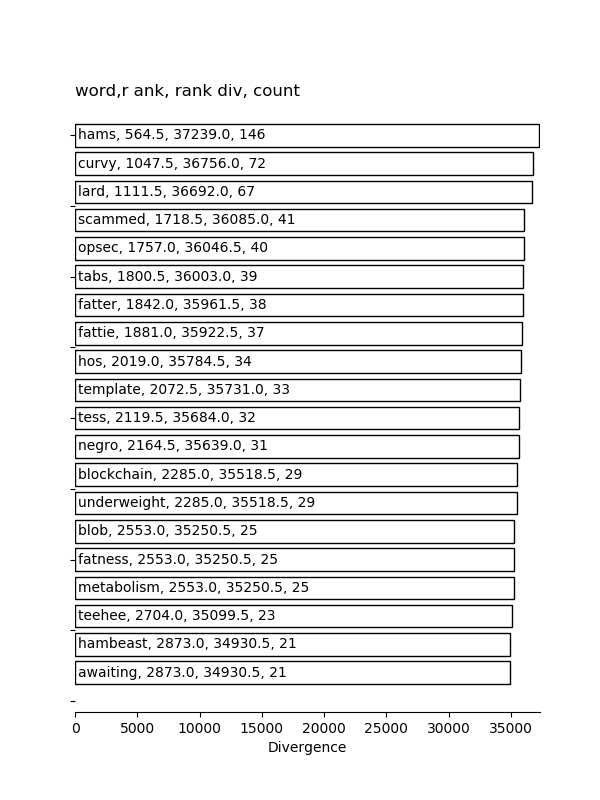 word,r ank, rank div, count
hams, 564.5, 37239.0, 146
curvy, 1047.5, 36756.0, 72
lard, 1111.5, 36692.0, 67
scammed, 1718.5, 36085.0, 41
opsec, 1757.0, 36046.5, 40
tabs, 1800.5, 36003.0, 39
fatter, 1842.0, 35961.5, 38
fattie, 1881.0, 35922.5, 37
hos, 2019.0, 35784.5, 34
template, 2072.5, 35731.0, 33
tess, 2119.5, 35684.0, 32
negro, 2164.5, 35639.0, 31
blockchain, 2285.0, 35518.5, 29
underweight, 2285.0, 35518.5, 29
blob, 2553.0, 35250.5, 25
fatness, 2553.0, 35250.5, 25
metabolism, 2553.0, 35250.5, 25
teehee, 2704.0, 35099.5, 23
hambeast, 2873.0, 34930.5, 21
awaiting, 2873.0, 34930.5, 21
0 5000 10000 15000 20000 25000 30000 35000
Divergence